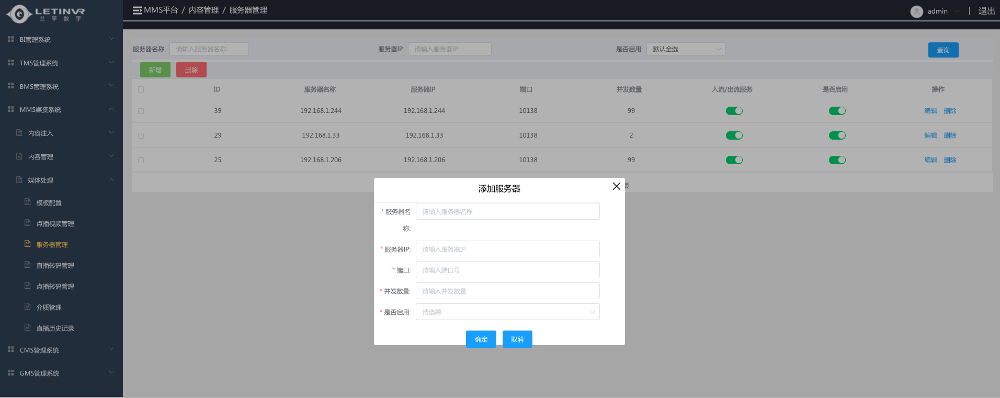 LETINVR
兰亭数字
MMS平台 / 内容管理 / 服务器管理
admin
退出
BI管理系统
TMS管理系统
BMS管理系统
MMS媒资系统
内容注入
内容管理
媒体处理
模板配置
点播视频管理
服务器管理
直播转码管理
点播转码管理
介质管理
直播历史记录
CMS管理系统
GMS管理系统
服务器名称 请输入服务器名称 服务器IP 请输入服务器IP 是否启用 默认全选 查询
新增 删除
ID 服务器名称 服务器IP 端口 并发数量 入流/出流服务 是否启用 操作
39 192.168.1.244 192.168.1.244 10138 99 编辑 删除
29 192.168.1.33 192.168.1.33 10138 2 编辑 删除
25 192.168.1.206 192.168.1.206 10138 99 编辑 删除
页
添加服务器
* 服务器名称: 请输入服务器名称
* 服务器IP: 请输入服务器IP
* 端口: 请输入端口号
* 并发数量: 请输入并发数量
* 是否启用: 请选择
确定 取消